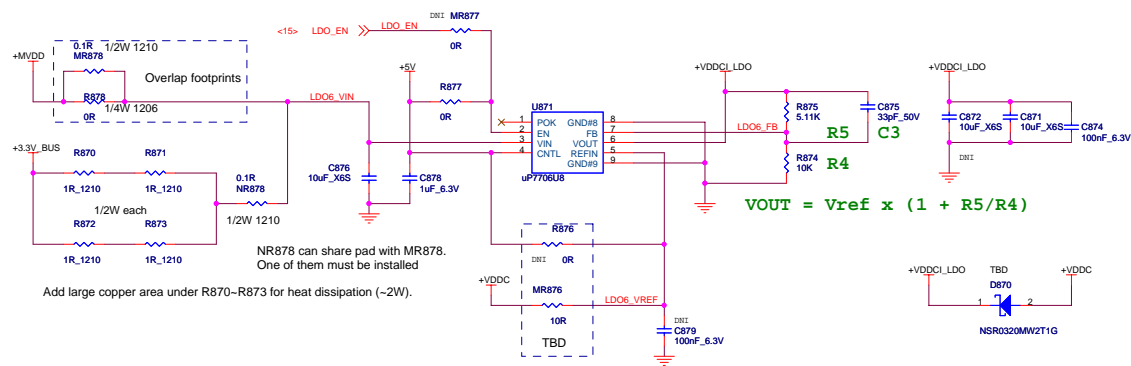 DNI MR877
<15> LDO_EN LDO_EN
0R
0.1R 1/2W 1210
MR878
+MVDD
Overlap footprints
R878 1/4W 1206
0R
+5V
R877
0R
LDO6_VIN
U871
1 POK GND#8 8
2 EN FB 7
3 VIN VOUT 6
4 CNTL REFIN 5
GND#9 9
uP7706U8
+VDDCI_LDO
R875
5.11K
C875
33pF_50V
LDO6_FB
R5 C3
R874
10K
R4
VOUT = Vref x (1 + R5/R4)
+VDDCI_LDO
C872
10uF_X6S
C871
10uF_X6S
C874
100nF_6.3V
DNI
+3.3V_BUS
R870 R871
1R_1210 1R_1210
0.1R
NR878
1/2W 1210
1/2W each
R872 R873
1R_1210 1R_1210
C876
10uF_X6S
C878
1uF_6.3V
NR878 can share pad with MR878.
One of them must be installed
Add large copper area under R870~R873 for heat dissipation (~2W).
R876
DNI 0R
+VDDC
MR876
LDO6_VREF
10R
TBD
DNI
C879
100nF_6.3V
+VDDCI_LDO TBD +VDDC
D870
1 2
NSR0320MW2T1G